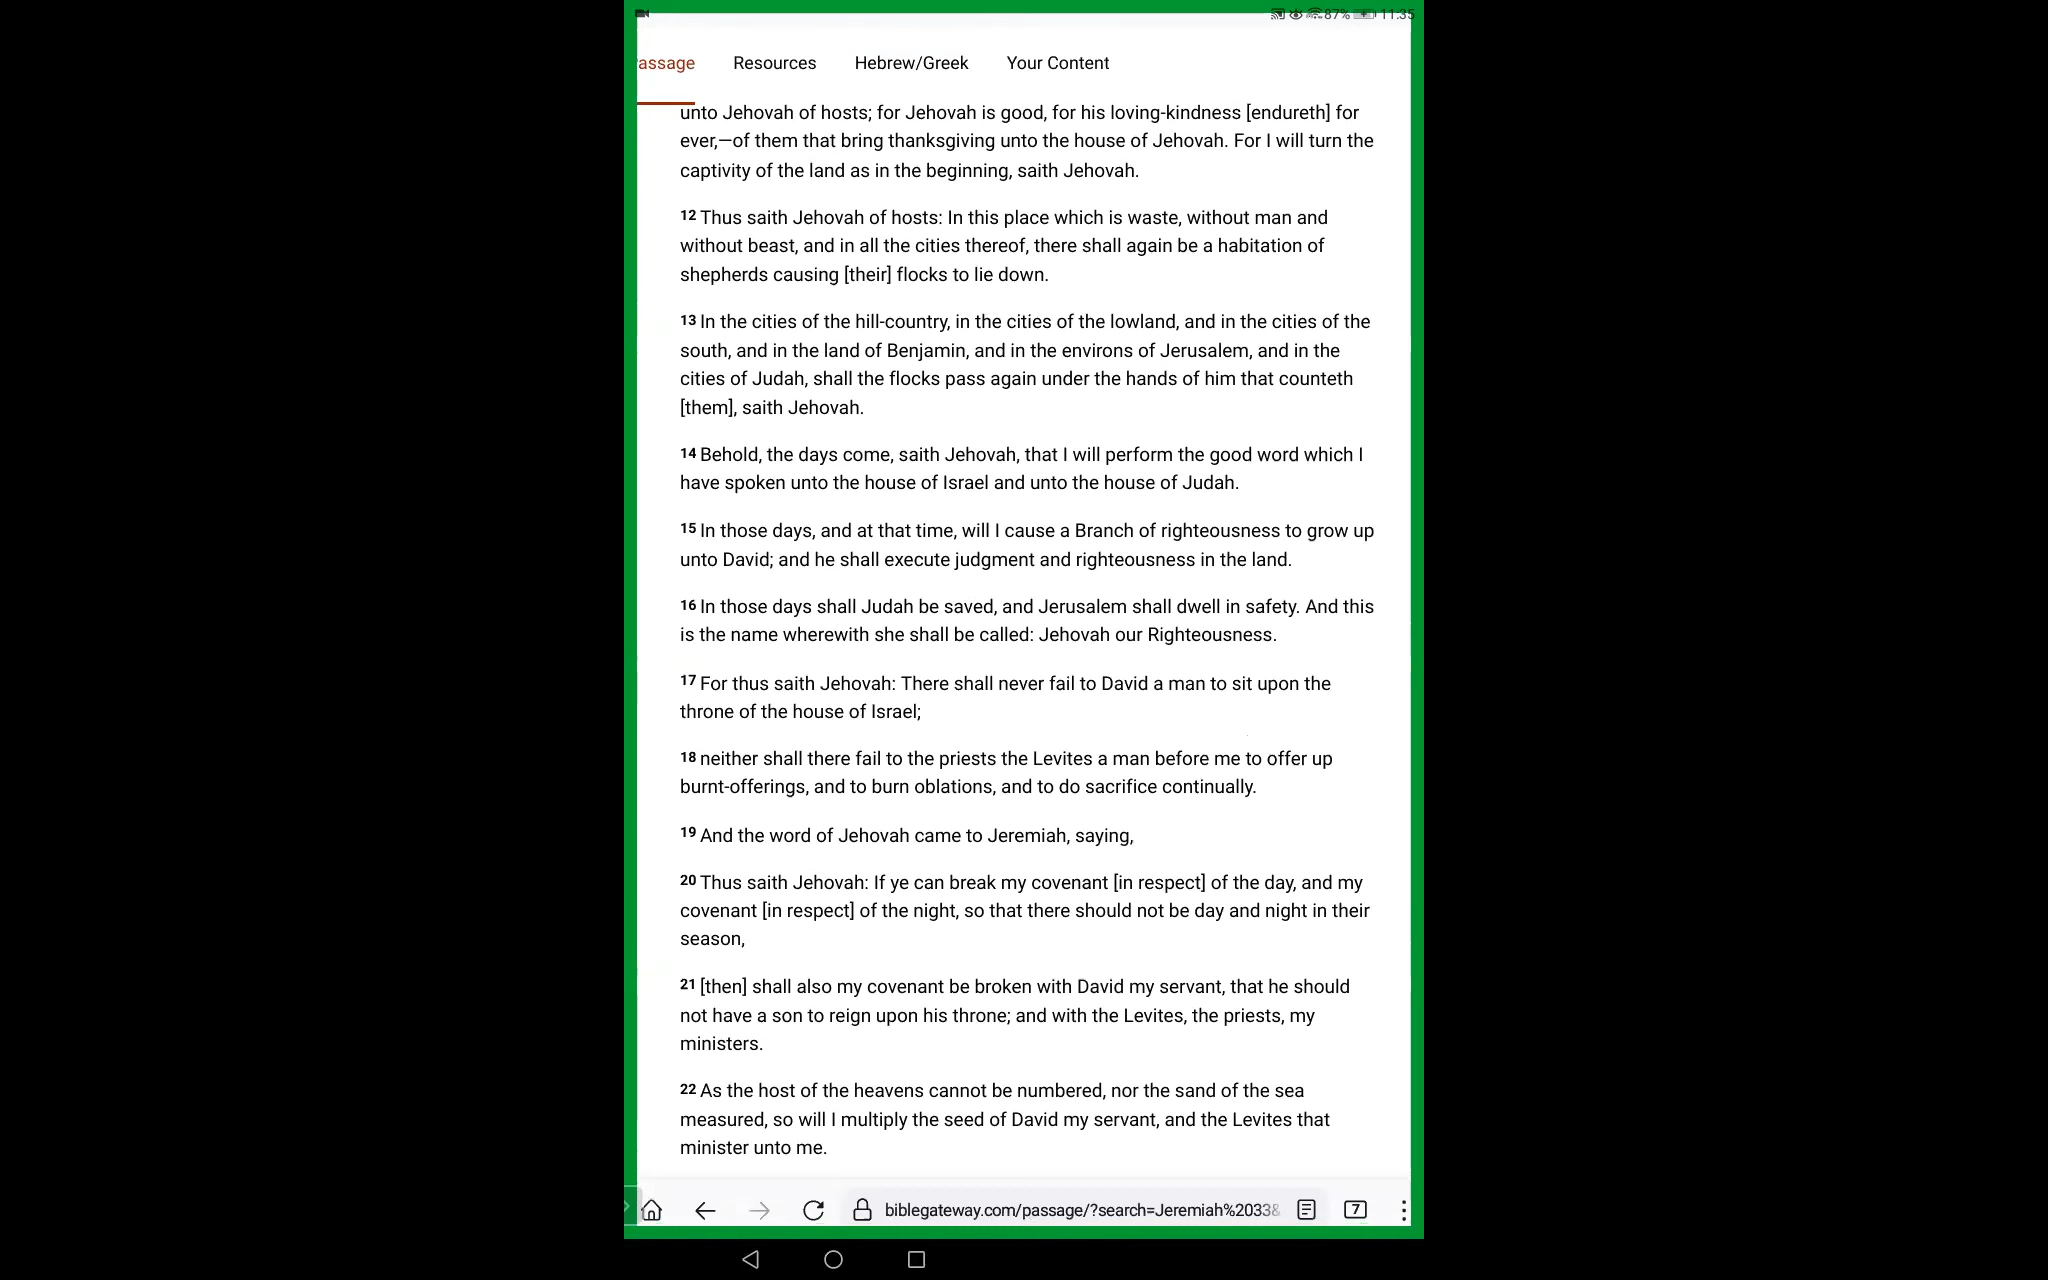 87% 11:35
assage Resources Hebrew/Greek Your Content
unto Jehovah of hosts; for Jehovah is good, for his loving-kindness [endureth] for
ever,—of them that bring thanksgiving unto the house of Jehovah. For I will turn the
captivity of the land as in the beginning, saith Jehovah.
12 Thus saith Jehovah of hosts: In this place which is waste, without man and
without beast, and in all the cities thereof, there shall again be a habitation of
shepherds causing [their] flocks to lie down.
13 In the cities of the hill-country, in the cities of the lowland, and in the cities of the
south, and in the land of Benjamin, and in the environs of Jerusalem, and in the
cities of Judah, shall the flocks pass again under the hands of him that counteth
[them], saith Jehovah.
14 Behold, the days come, saith Jehovah, that I will perform the good word which I
have spoken unto the house of Israel and unto the house of Judah.
15 In those days, and at that time, will I cause a Branch of righteousness to grow up
unto David; and he shall execute judgment and righteousness in the land.
16 In those days shall Judah be saved, and Jerusalem shall dwell in safety. And this
is the name wherewith she shall be called: Jehovah our Righteousness.
17 For thus saith Jehovah: There shall never fail to David a man to sit upon the
throne of the house of Israel;
18 neither shall there fail to the priests the Levites a man before me to offer up
burnt-offerings, and to burn oblations, and to do sacrifice continually.
19 And the word of Jehovah came to Jeremiah, saying,
20 Thus saith Jehovah: If ye can break my covenant [in respect] of the day, and my
covenant [in respect] of the night, so that there should not be day and night in their
season,
21 [then] shall also my covenant be broken with David my servant, that he should
not have a son to reign upon his throne; and with the Levites, the priests, my
ministers.
22 As the host of the heavens cannot be numbered, nor the sand of the sea
measured, so will I multiply the seed of David my servant, and the Levites that
minister unto me.
biblegateway.com/passage/?search=Jeremiah%2033& 7